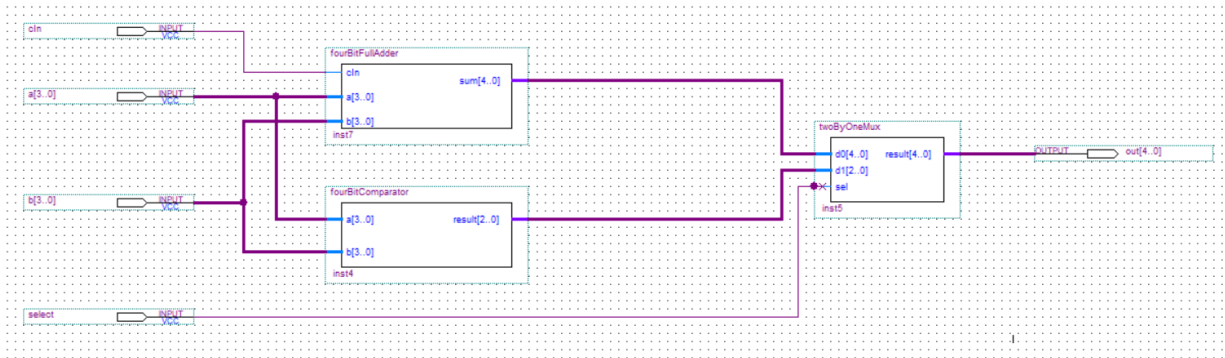 cIn INPUT
VCC
a[3..0] INPUT
VCC
b[3..0] INPUT
VCC
select INPUT
VCC
fourBitFullAdder
cIn sum[4..0]
a[3..0]
b[3..0]
inst7
fourBitComparator
a[3..0] result[2..0]
b[3..0]
inst4
twoByOneMux
d0[4..0] result[4..0]
d1[2..0]
sel
inst5
OUTPUT out[4..0]